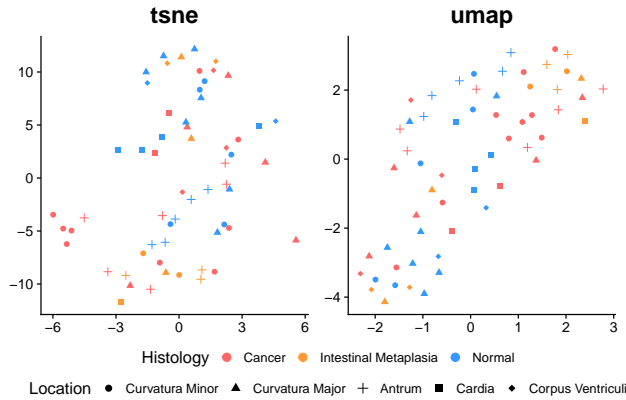 tsne umap
10
5
0
−5
−10
−6 −3 0 3 6
2
0
−2
−4
−2 −1 0 1 2 3
Histology Cancer Intestinal Metaplasia Normal
Location Curvatura Minor Curvatura Major Antrum Cardia Corpus Ventriculi